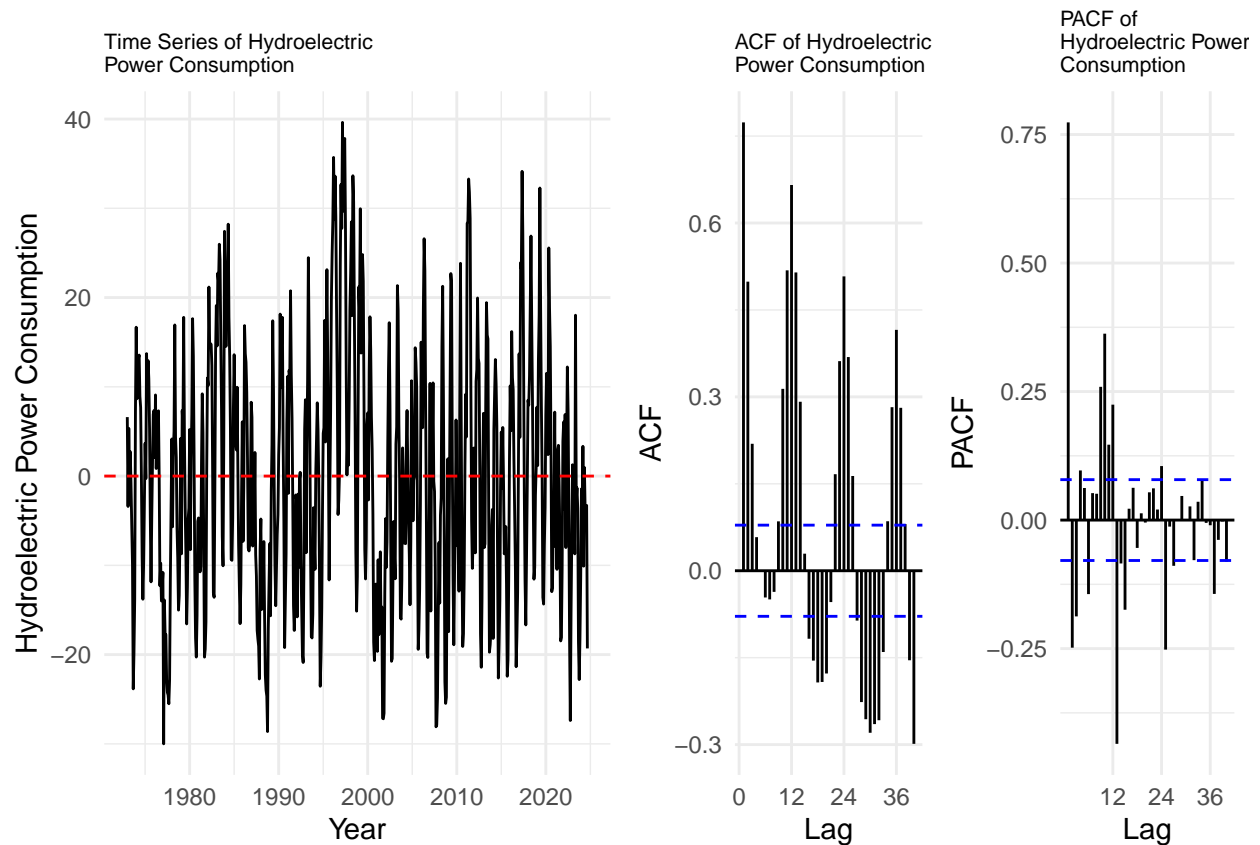 Time Series of Hydroelectric
Power Consumption
Hydroelectric Power Consumption
40
20
0
−20
1980
1990
2000
2010
2020
Year
ACF of Hydroelectric
Power Consumption
ACF
0.6
0.3
0.0
−0.3
0
12
24
36
Lag
PACF of
Hydroelectric Power
Consumption
PACF
0.75
0.50
0.25
0.00
−0.25
12
24
36
Lag